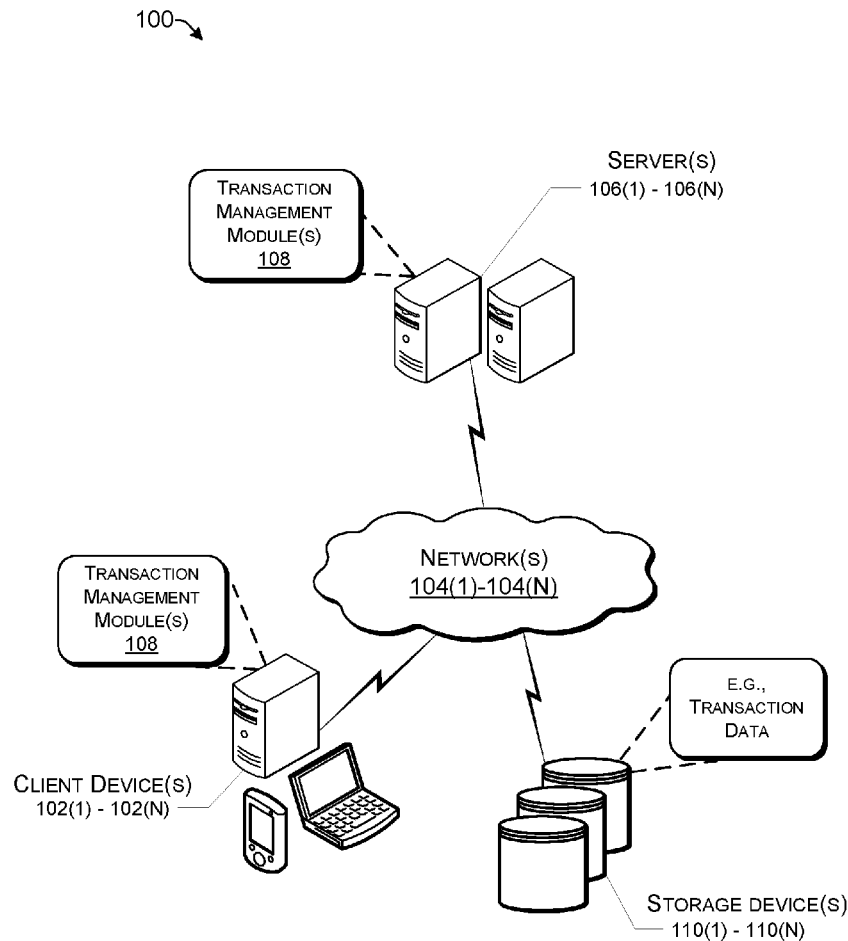 100
SERVER(S)
106(1) - 106(N)
TRANSACTION
MANAGEMENT
MODULE(S)
108
NETWORK(S)
104(1)-104(N)
TRANSACTION
MANAGEMENT
MODULE(S)
108
E.G.,
TRANSACTION
DATA
CLIENT DEVICE(S)
102(1) - 102(N)
STORAGE DEVICE(S)
110(1) - 110(N)